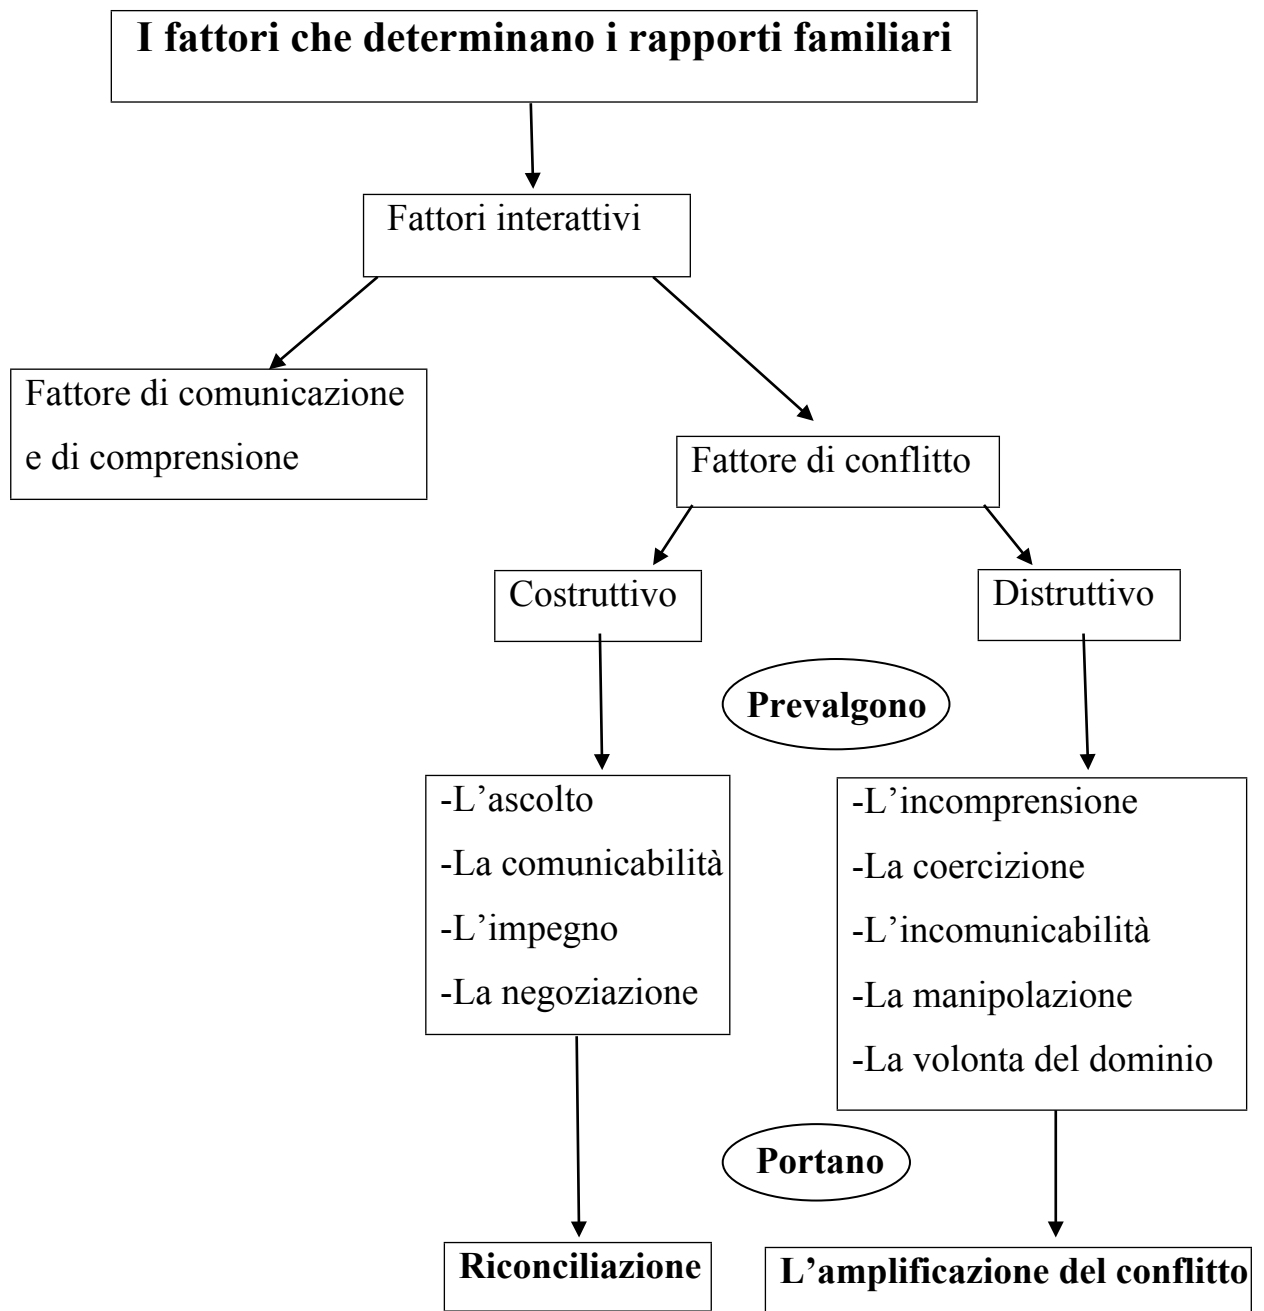 I fattori che determinano i rapporti familiari
Fattori interattivi
Fattore di comunicazione
e di comprensione
Fattore di conflitto
Costruttivo
Distruttivo
Prevalgono
-L’ascolto
-La comunicabilità
-L’impegno
-La negoziazione
-L’incomprensione
-La coercizione
-L’incomunicabilità
-La manipolazione
-La volonta del dominio
Portano
Riconciliazione
L’amplificazione del conflitto